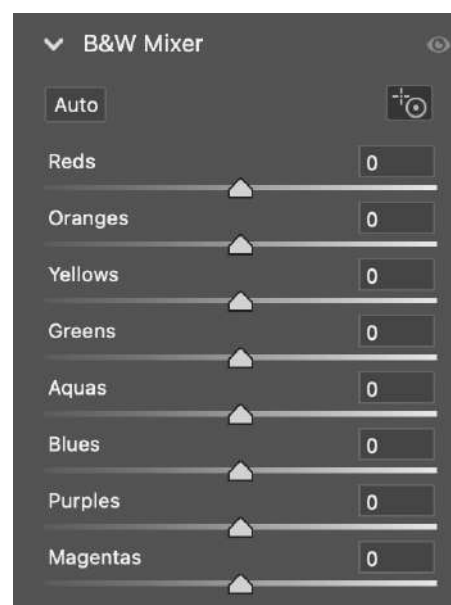 B&W Mixer
Auto
Reds 0
Oranges 0
Yellows 0
Greens 0
Aquas 0
Blues 0
Purples 0
Magentas 0